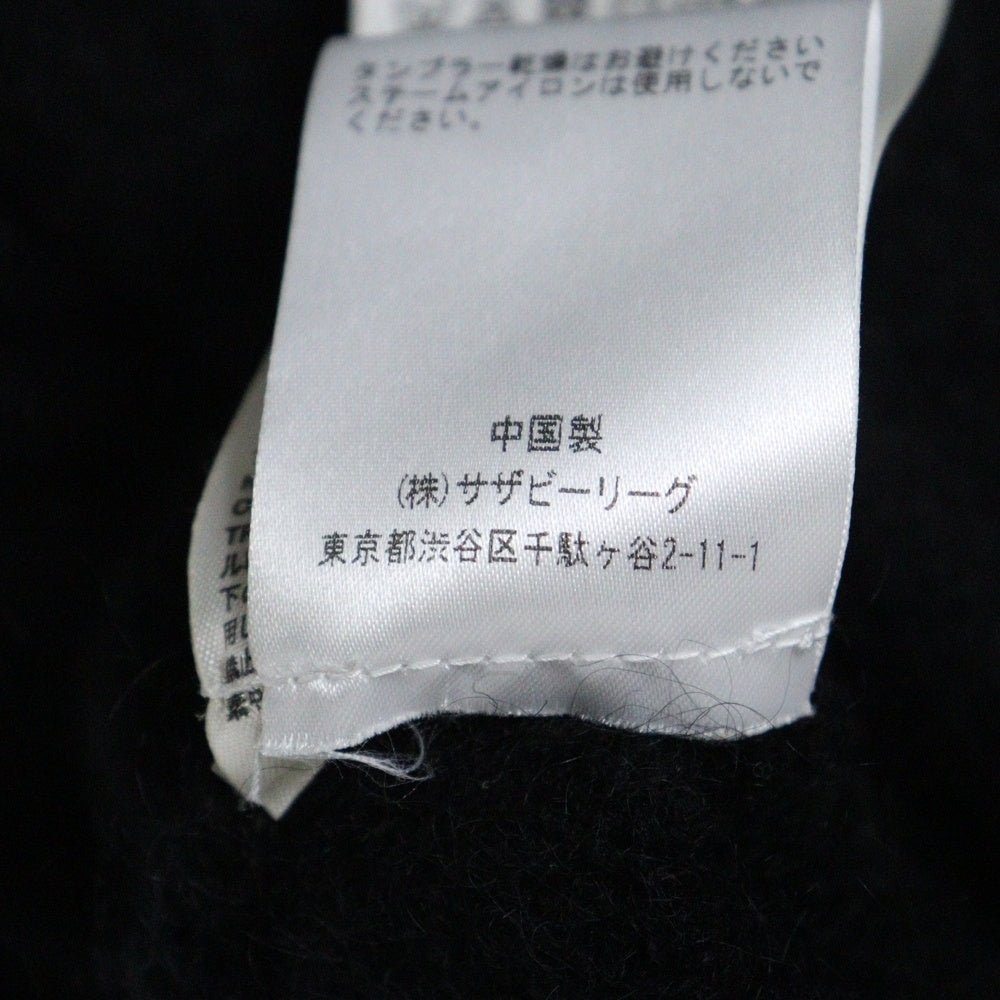 タンブラー乾燥はお避けください
スチームアイロンは使用しないで
ください。
中国製
(株)サザビーリーグ
東京都渋谷区千駄ヶ谷2-11-1